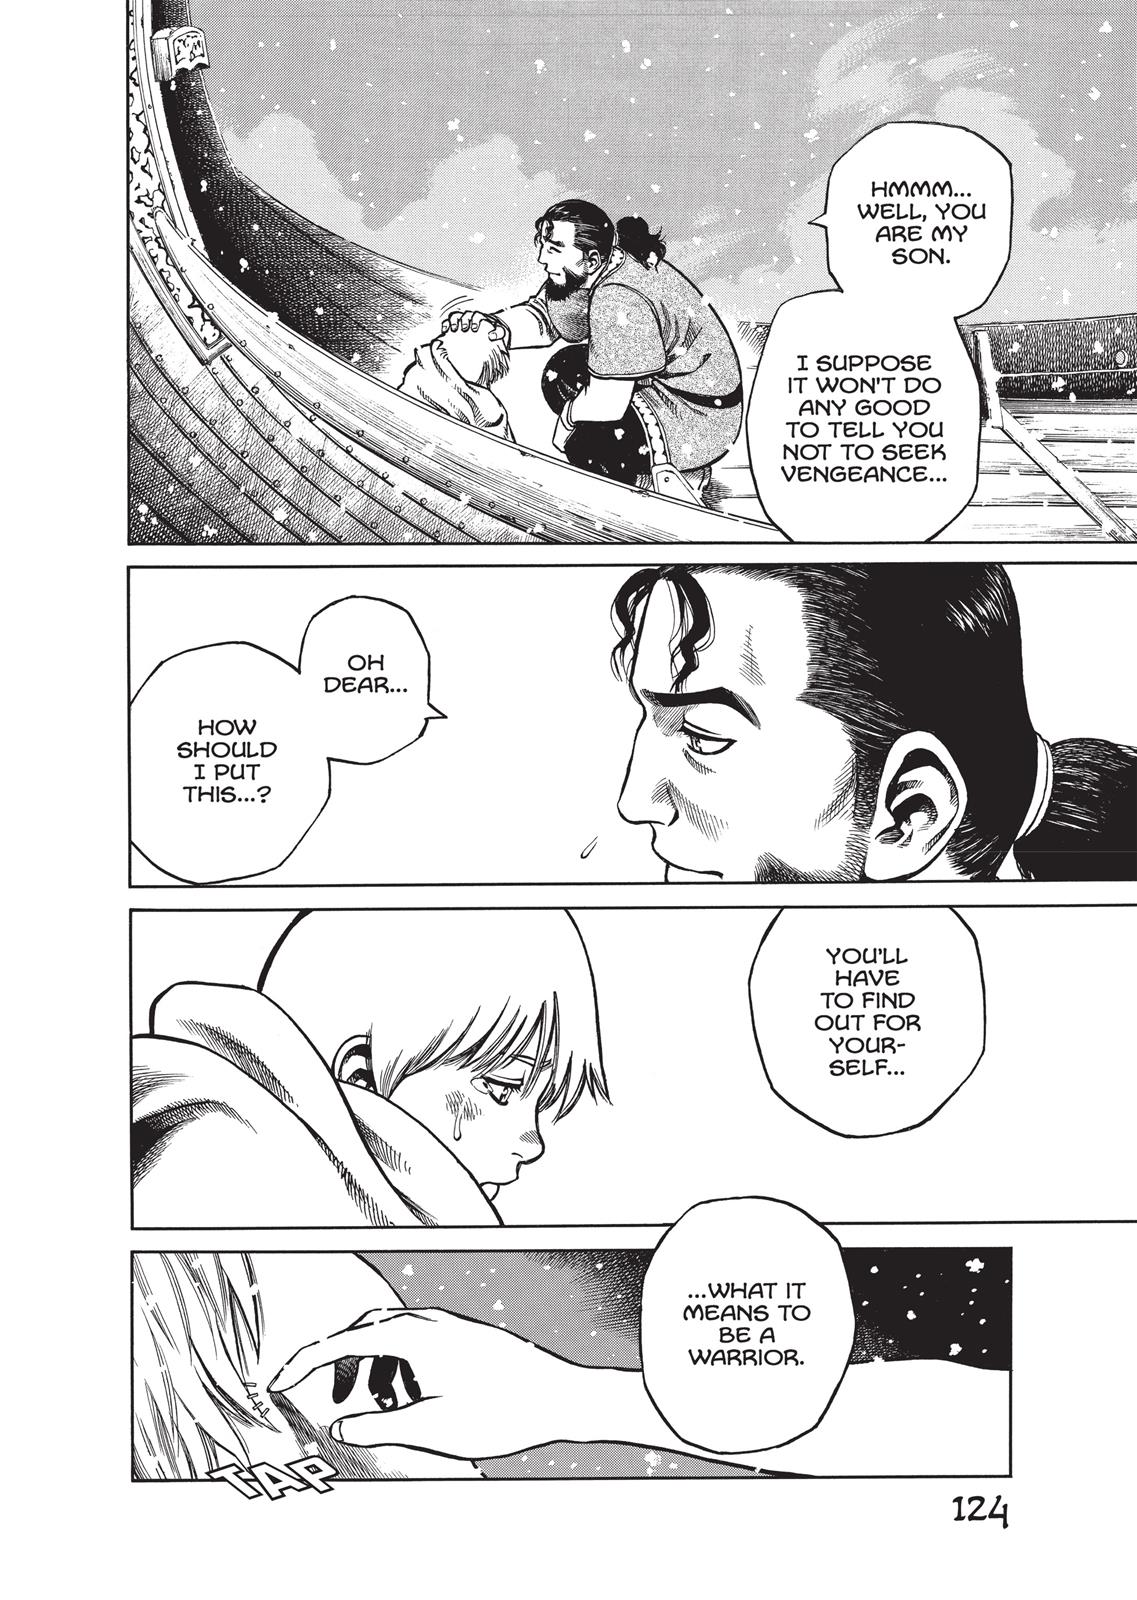 HMMM...
WELL, YOU
ARE MY
SON.
I SUPPOSE
IT WON'T DO
ANY GOOD
TO TELL YOU
NOT TO SEEK
VENGEANCE...
OH
DEAR...
HOW
SHOULD
I PUT
THIS...?
YOU'LL
HAVE
TO FIND
OUT FOR
YOUR-
SELF...
...WHAT IT
MEANS TO
BE A
WARRIOR.
TAP
124